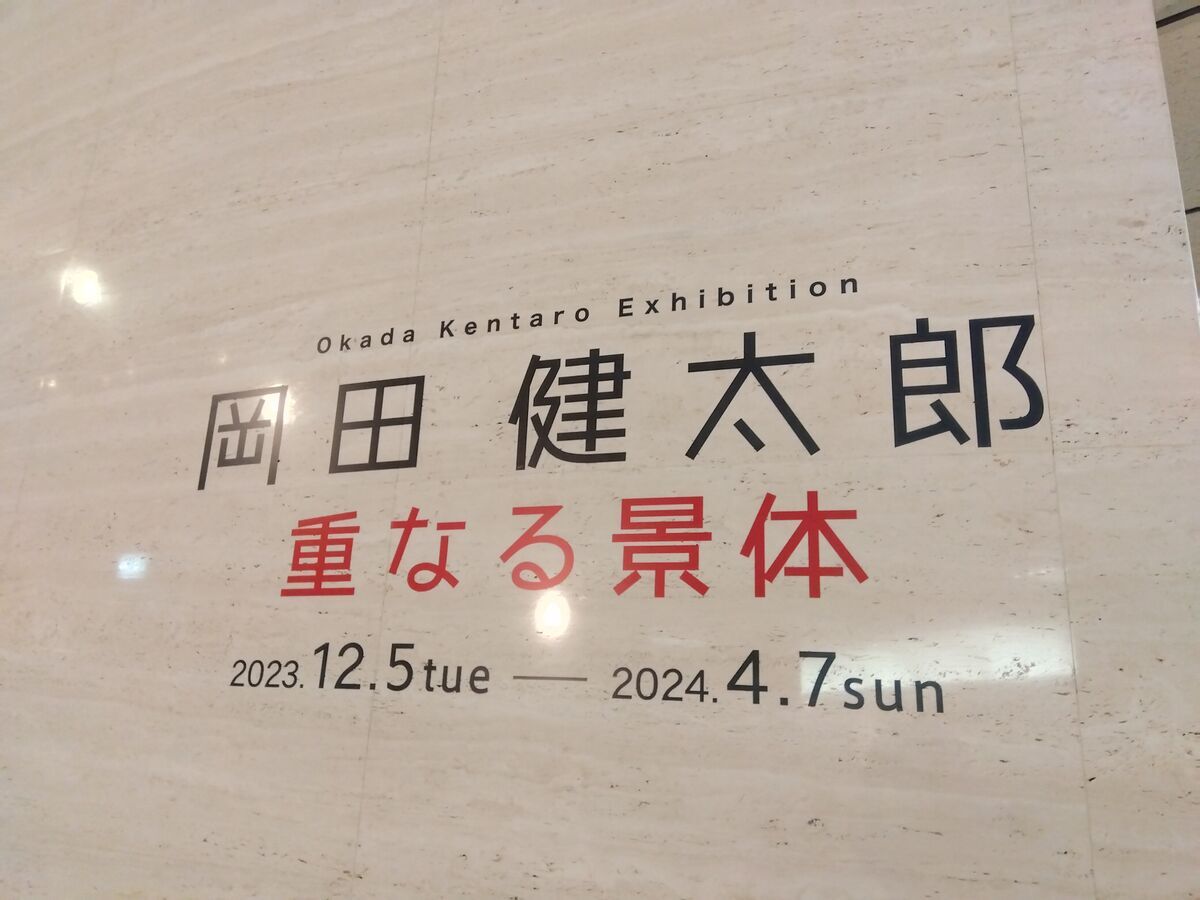 Okada Kentaro Exhibition
岡田 健太郎
重なる景体
2023.12.5tue — 2024.4.7sun